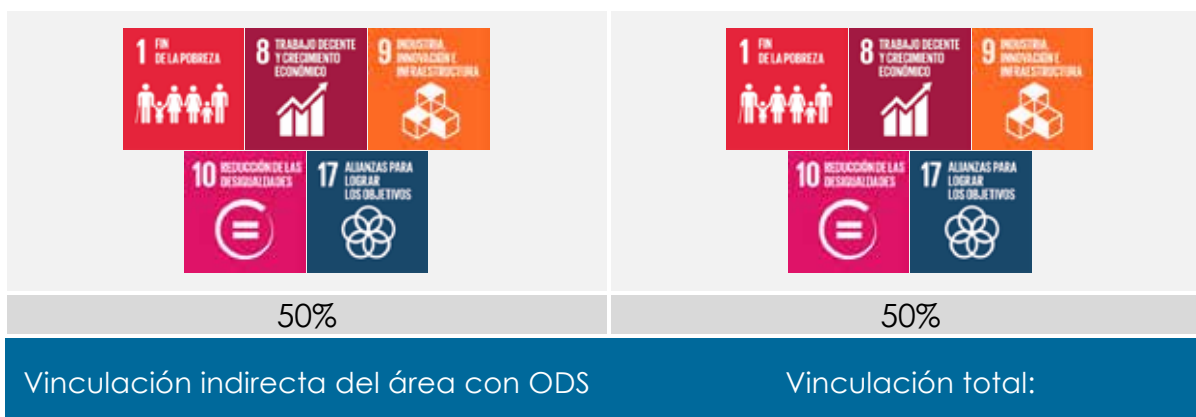 1 FIN
DE LA POBREZA
8 TRABAJO DECENTE
Y CRECIMIENTO
ECONÓMICO
9 INDUSTRIA,
INNOVACIÓN E
INFRAESTRUCTURA
1 FIN
DE LA POBREZA
8 TRABAJO DECENTE
Y CRECIMIENTO
ECONÓMICO
9 INDUSTRIA,
INNOVACIÓN E
INFRAESTRUCTURA
10 REDUCCIÓN DE LAS
DESIGUALDADES
17 ALIANZAS PARA
LOGRAR
LOS OBJETIVOS
10 REDUCCIÓN DE LAS
DESIGUALDADES
17 ALIANZAS PARA
LOGRAR
LOS OBJETIVOS
50%
50%
Vinculación indirecta del área con ODS
Vinculación total: